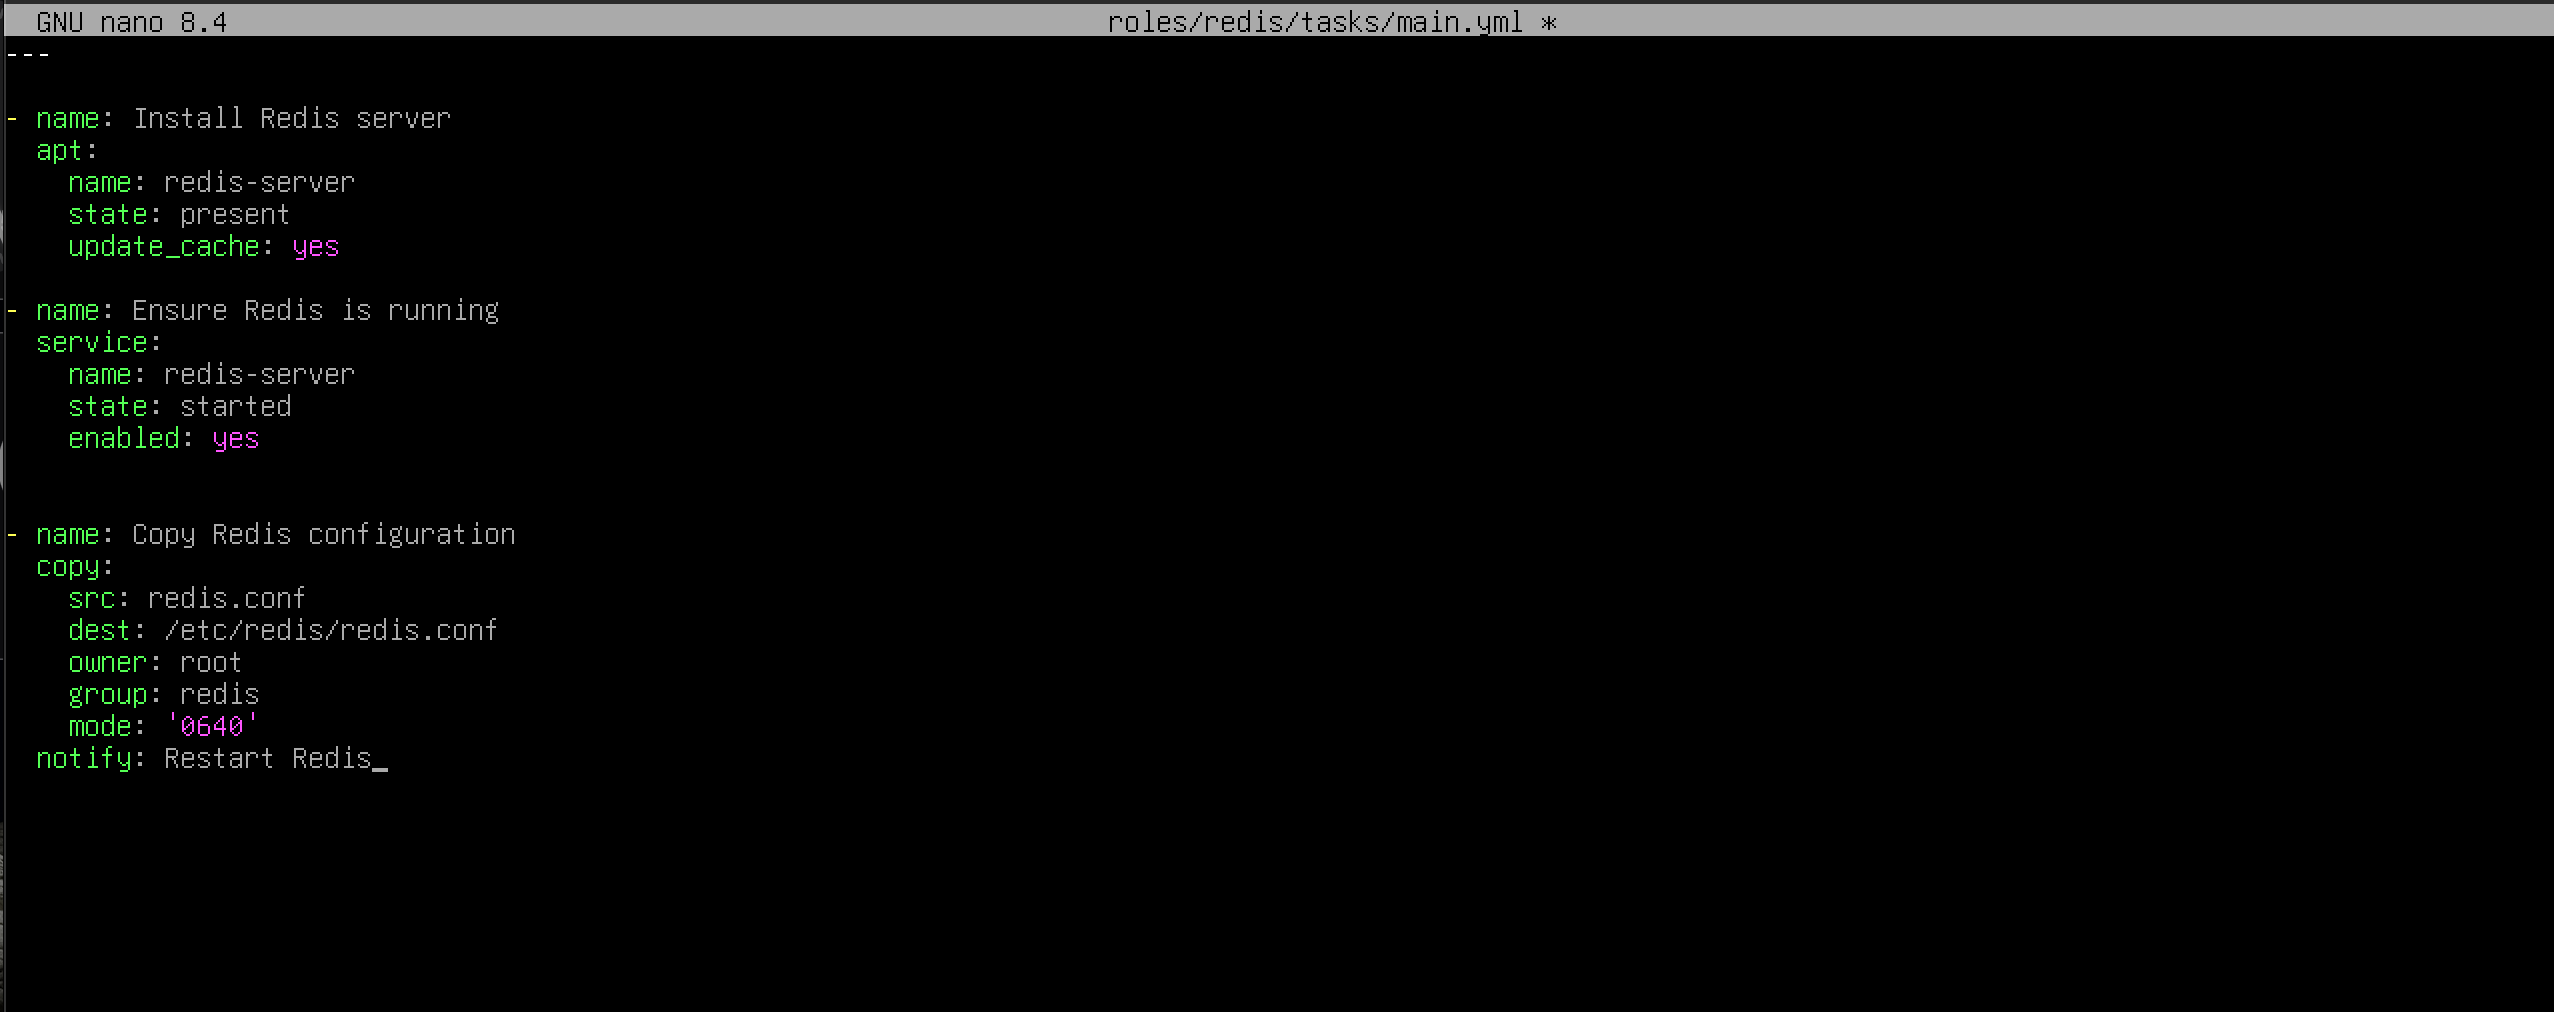 GNU nano 8.4 roles/redis/tasks/main.yml *
---
- name: Install Redis server
  apt:
    name: redis-server
    state: present
    update_cache: yes
- name: Ensure Redis is running
  service:
    name: redis-server
    state: started
    enabled: yes
- name: Copy Redis configuration
  copy:
    src: redis.conf
    dest: /etc/redis/redis.conf
    owner: root
    group: redis
    mode: '0640'
  notify: Restart Redis